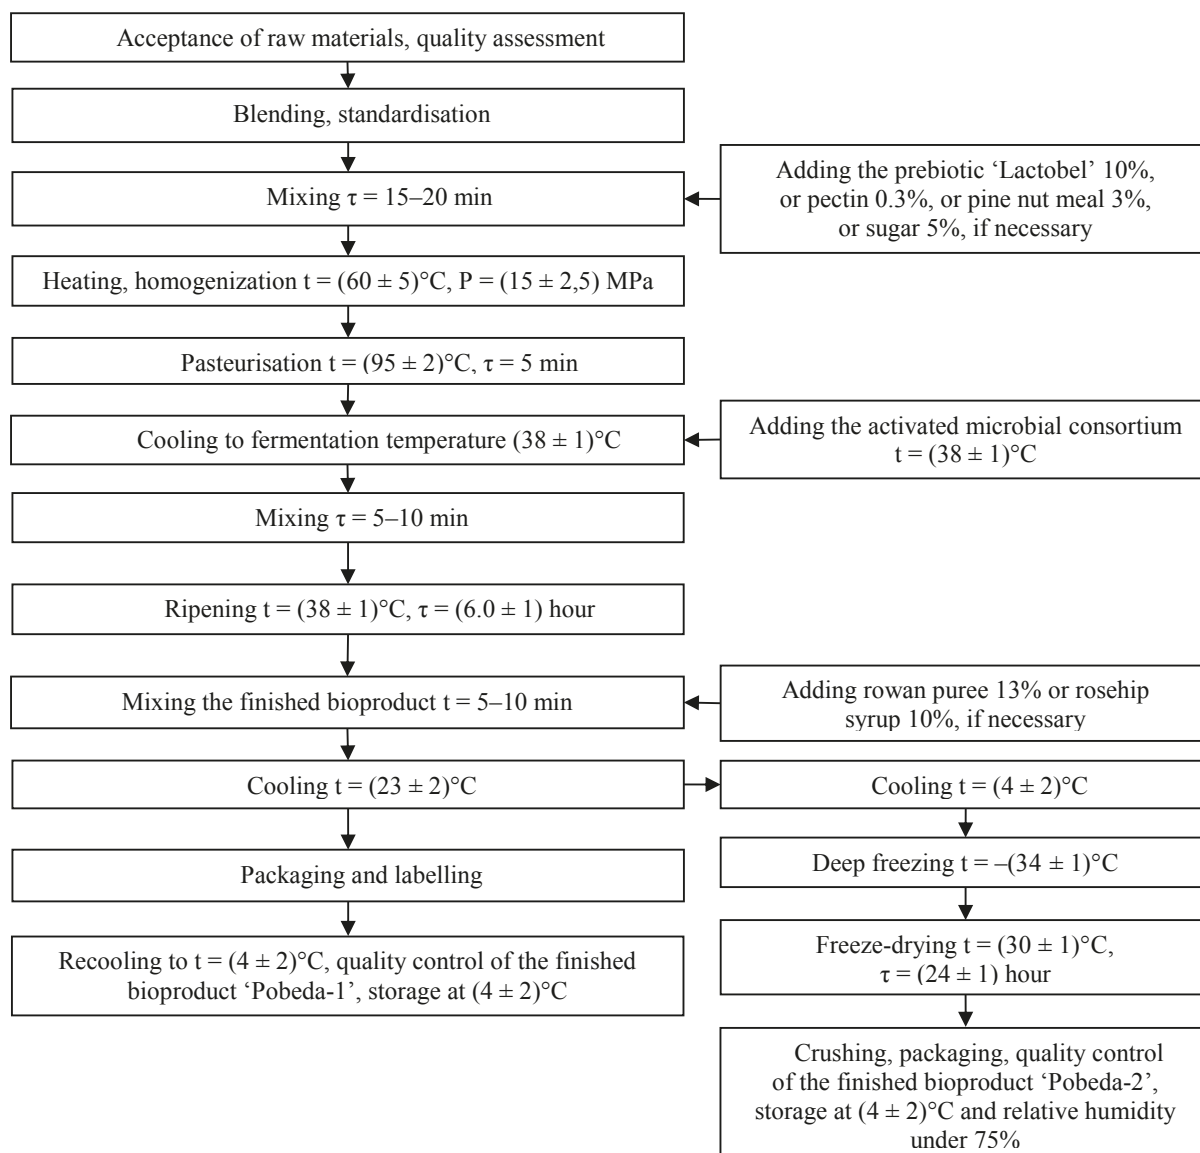 Acceptance of raw materials, quality assessment
Blending, standardisation
Mixing τ = 15–20 min
Adding the prebiotic ‘Lactobel’ 10%,
or pectin 0.3%, or pine nut meal 3%,
or sugar 5%, if necessary
Heating, homogenization t = (60 ± 5)°C, P = (15 ± 2,5) MPa
Pasteurisation t = (95 ± 2)°C, τ = 5 min
Cooling to fermentation temperature (38 ± 1)°C
Adding the activated microbial consortium
t = (38 ± 1)°C
Mixing τ = 5–10 min
Ripening t = (38 ± 1)°C, τ = (6.0 ± 1) hour
Mixing the finished bioproduct t = 5–10 min
Adding rowan puree 13% or rosehip
syrup 10%, if necessary
Cooling t = (23 ± 2)°C
Cooling t = (4 ± 2)°C
Packaging and labelling
Deep freezing t = –(34 ± 1)°C
Recooling to t = (4 ± 2)°C, quality control of the finished
bioproduct ‘Pobeda-1’, storage at (4 ± 2)°C
Freeze-drying t = (30 ± 1)°C,
τ = (24 ± 1) hour
Crushing, packaging, quality control
of the finished bioproduct ‘Pobeda-2’,
storage at (4 ± 2)°C and relative humidity
under 75%